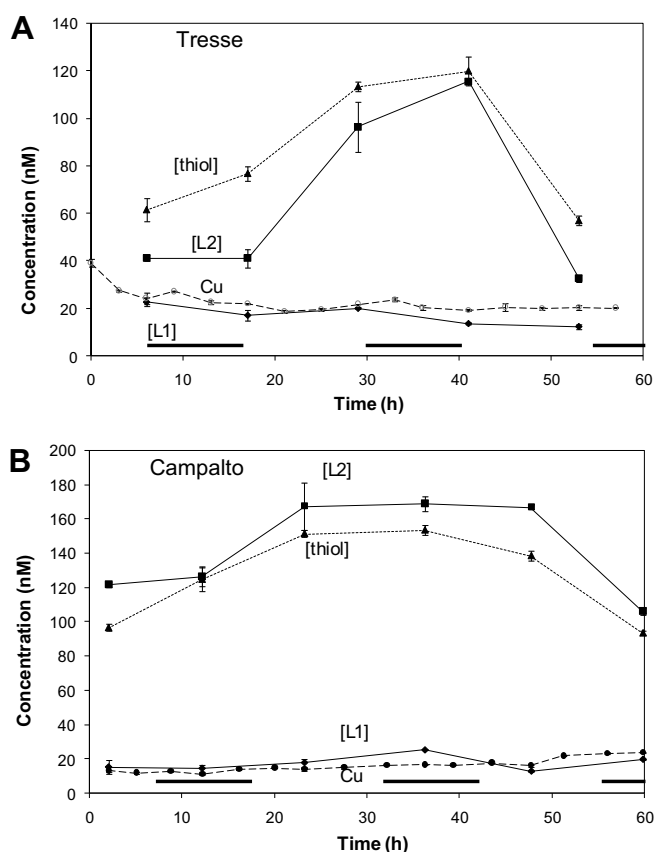 A
Tresse
140
120
100
80
60
40
20
0
Concentration (nM)
[thiol]
[L2]
Cu
[L1]
0 10 20 30 40 50 60
Time (h)
B
Campalto
200
180
160
140
120
100
80
60
40
20
0
Concentration (nM)
[L2]
[thiol]
[L1]
Cu
0 10 20 30 40 50 60
Time (h)